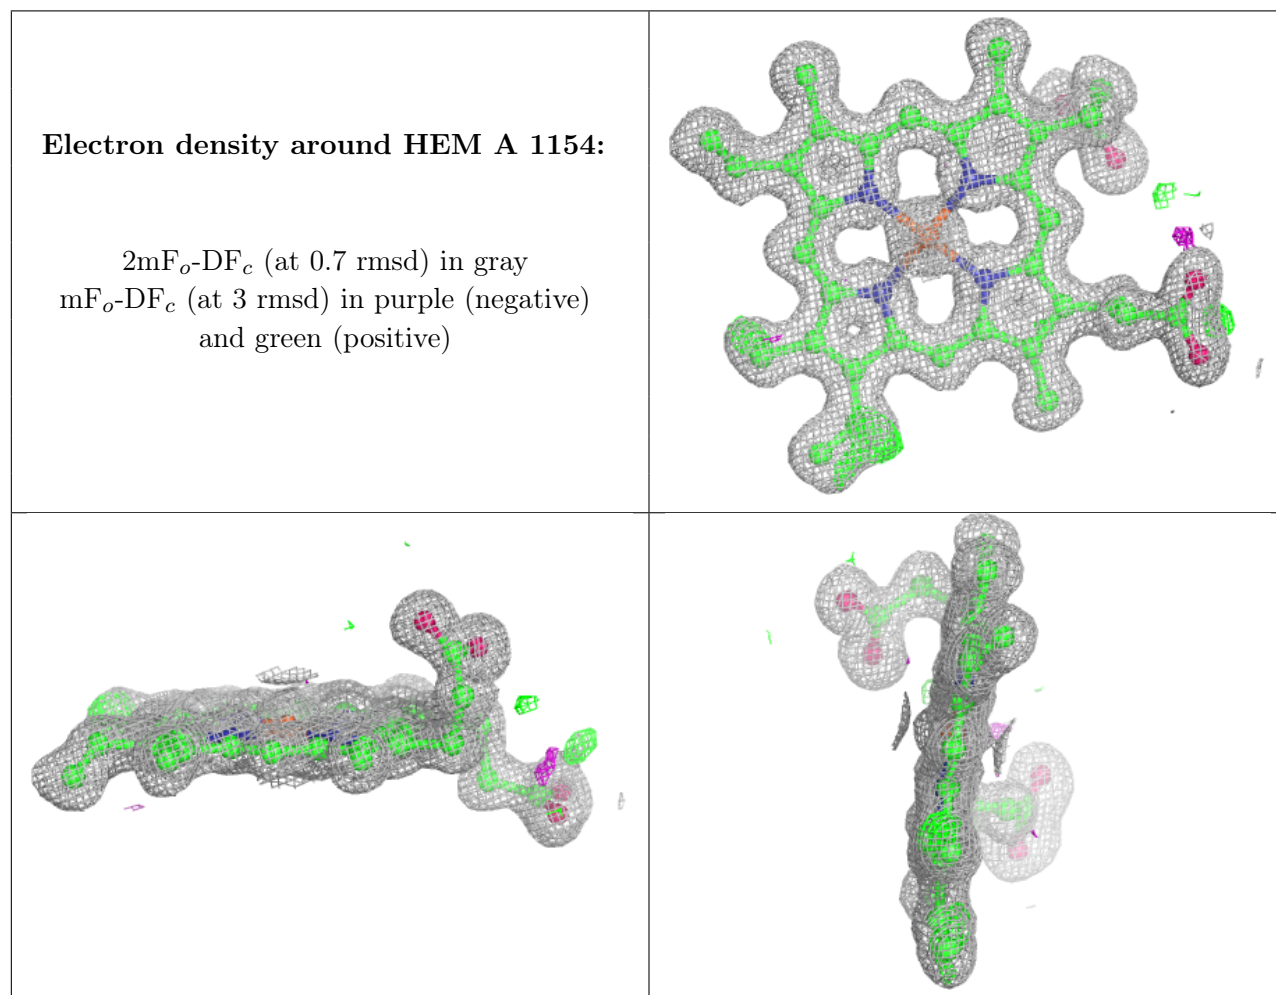 Electron density around HEM A 1154:
2mFo-DFc (at 0.7 rmsd) in gray
mFo-DFc (at 3 rmsd) in purple (negative)
and green (positive)